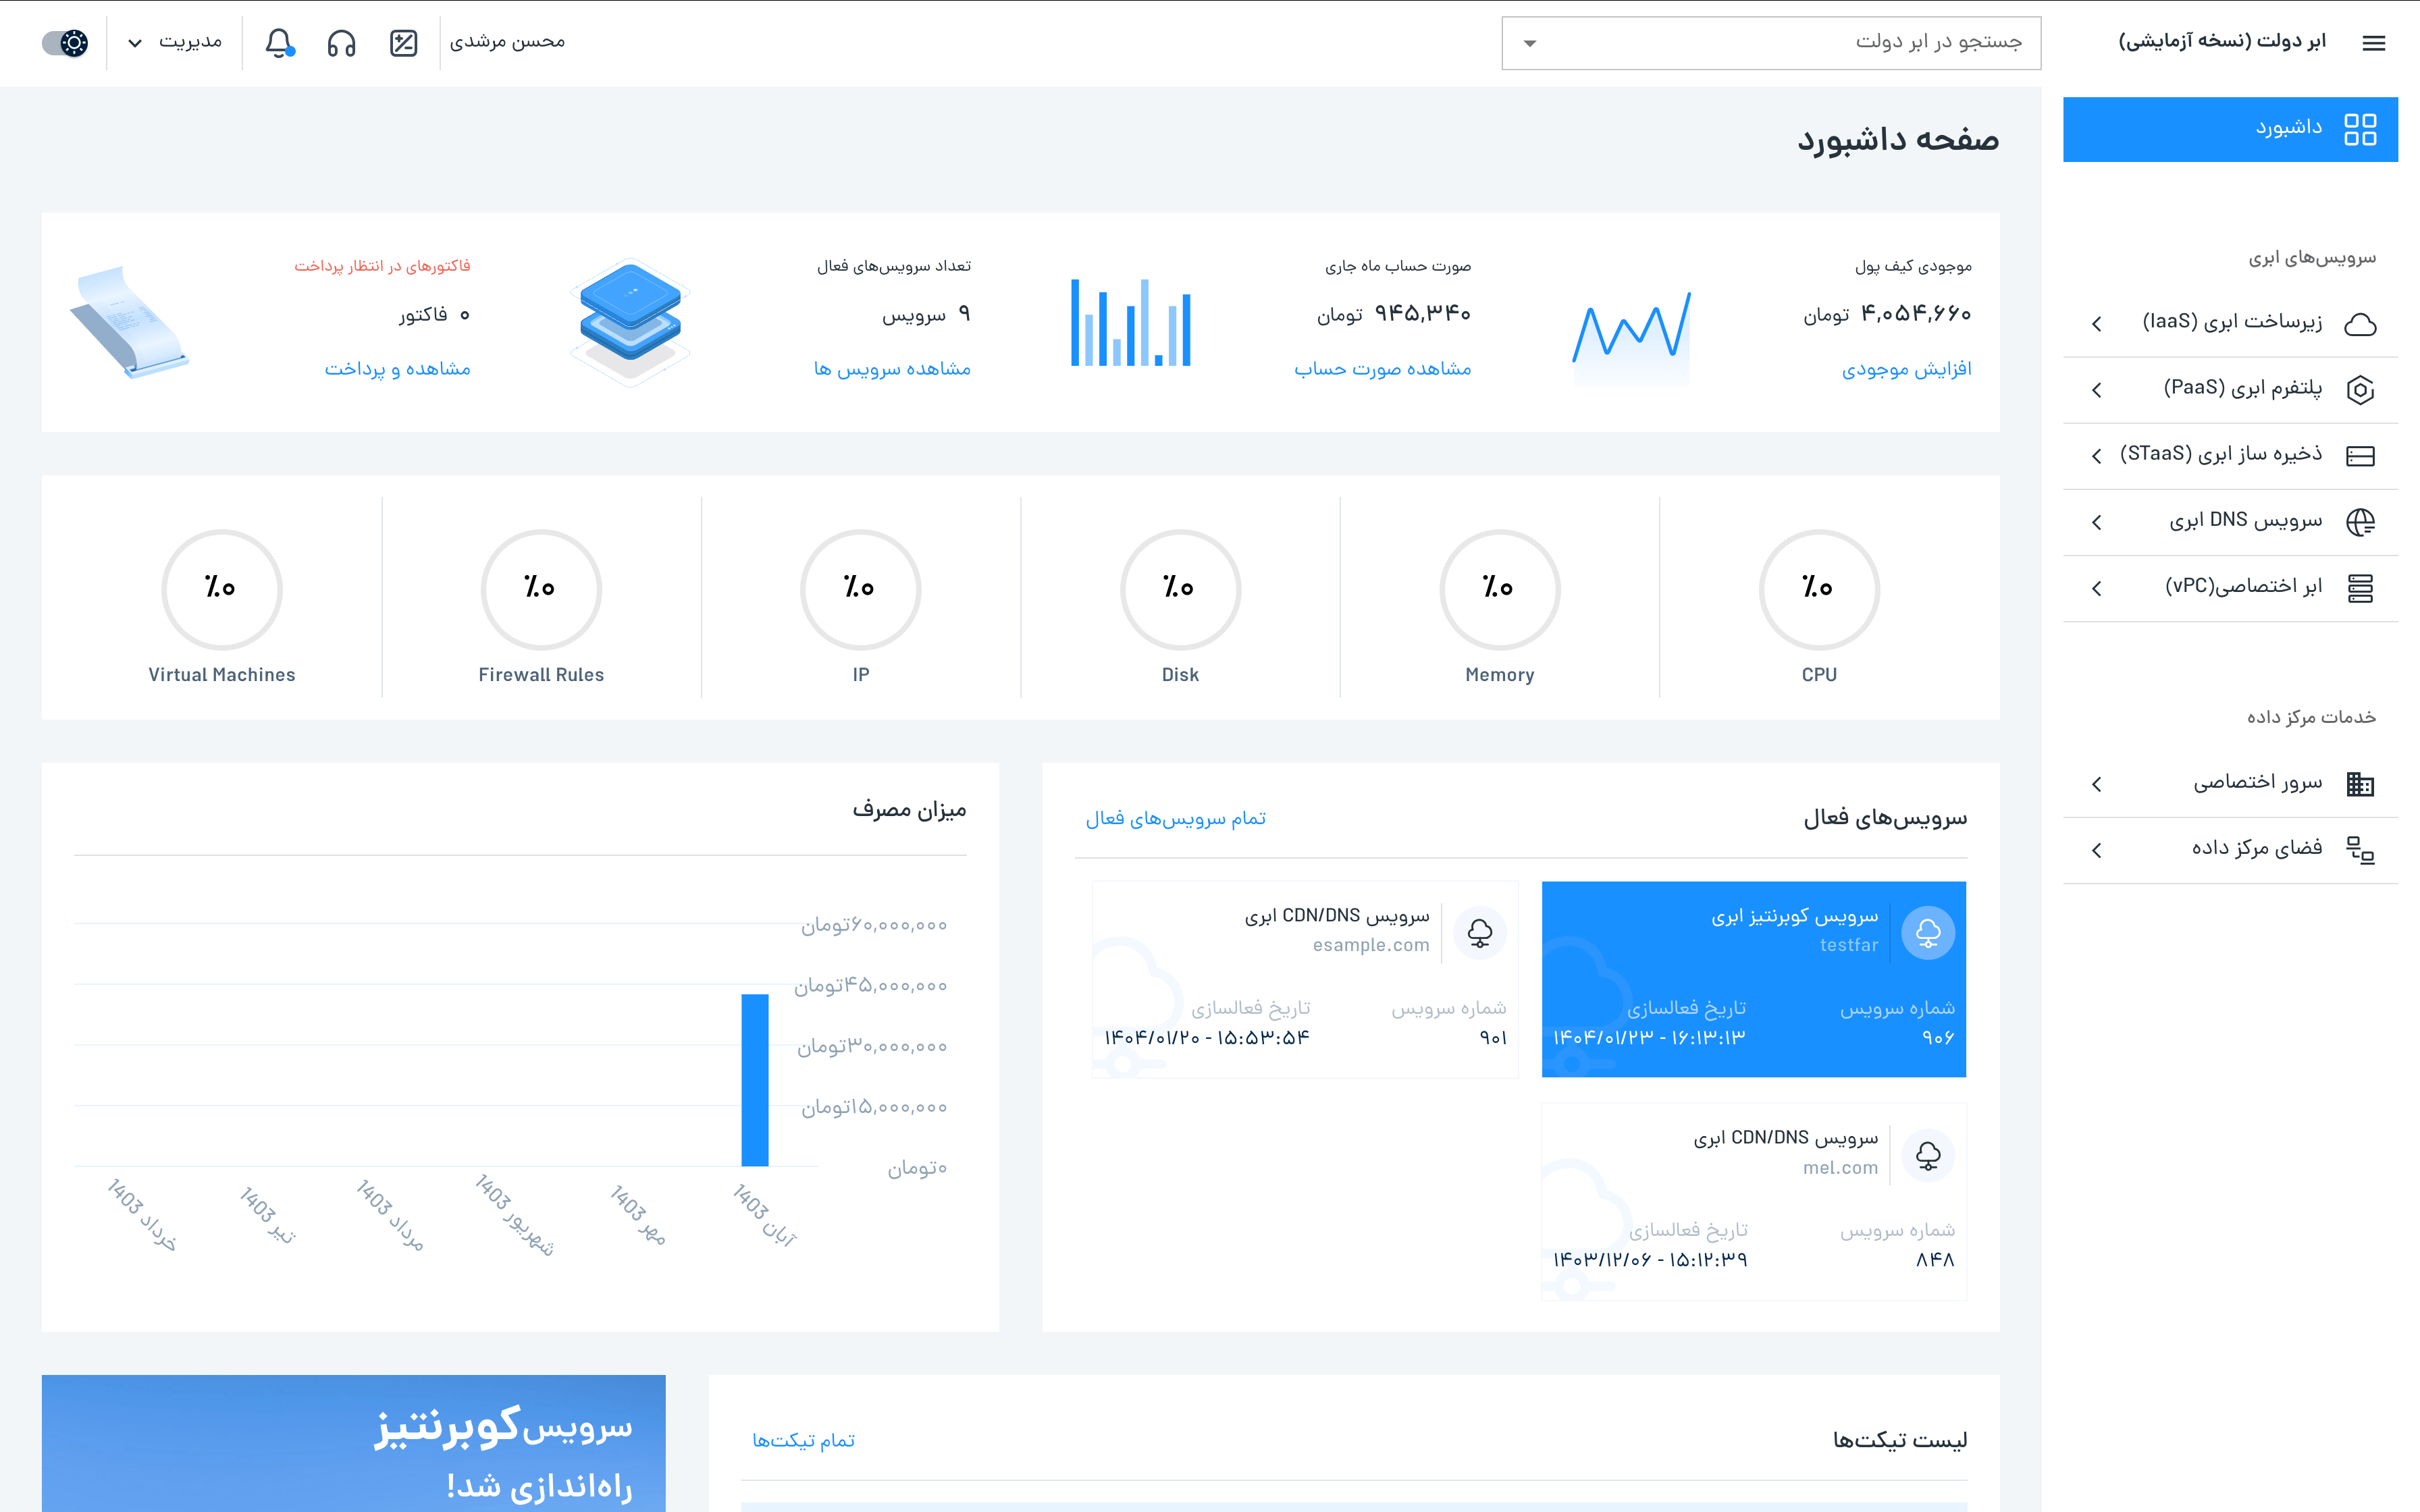 ابر دولت (نسخه آزمایشی)
جستجو در ابر دولت
محسن مرشدی
مدیریت
داشبورد
سرویس‌های ابری
زیرساخت ابری (IaaS)
پلتفرم ابری (PaaS)
ذخیره ساز ابری (STaaS)
سرویس DNS ابری
ابر اختصاصی(vPC)
خدمات مرکز داده
سرور اختصاصی
فضای مرکز داده
صفحه داشبورد
موجودی کیف پول
۴,۰۵۴,۶۶۰ تومان
افزایش موجودی
صورت حساب ماه جاری
۹۴۵,۳۴۰ تومان
مشاهده صورت حساب
تعداد سرویس‌های فعال
۹ سرویس
مشاهده سرویس ها
فاکتورهای در انتظار پرداخت
۰ فاکتور
مشاهده و پرداخت
٪۰
CPU
٪۰
Memory
٪۰
Disk
٪۰
IP
٪۰
Firewall Rules
٪۰
Virtual Machines
سرویس‌های فعال
تمام سرویس‌های فعال
سرویس کوبرنتیز ابری
testfar
شماره سرویس
۹۰۶
تاریخ فعالسازی
۱۴۰۴/۰۱/۲۳ - ۱۶:۱۳:۱۳
سرویس CDN/DNS ابری
esample.com
شماره سرویس
۹۰۱
تاریخ فعالسازی
۱۴۰۴/۰۱/۲۰ - ۱۵:۵۳:۵۴
سرویس CDN/DNS ابری
mel.com
شماره سرویس
۸۴۸
تاریخ فعالسازی
۱۴۰۳/۱۲/۰۶ - ۱۵:۱۲:۳۹
میزان مصرف
۶۰,۰۰۰,۰۰۰تومان
۴۵,۰۰۰,۰۰۰تومان
۳۰,۰۰۰,۰۰۰تومان
۱۵,۰۰۰,۰۰۰تومان
۰تومان
آبان 1403
مهر 1403
شهریور 1403
مرداد 1403
تیر 1403
خرداد 1403
لیست تیکت‌ها
تمام تیکت‌ها
سرویس کوبرنتیز
راه‌اندازی شد!